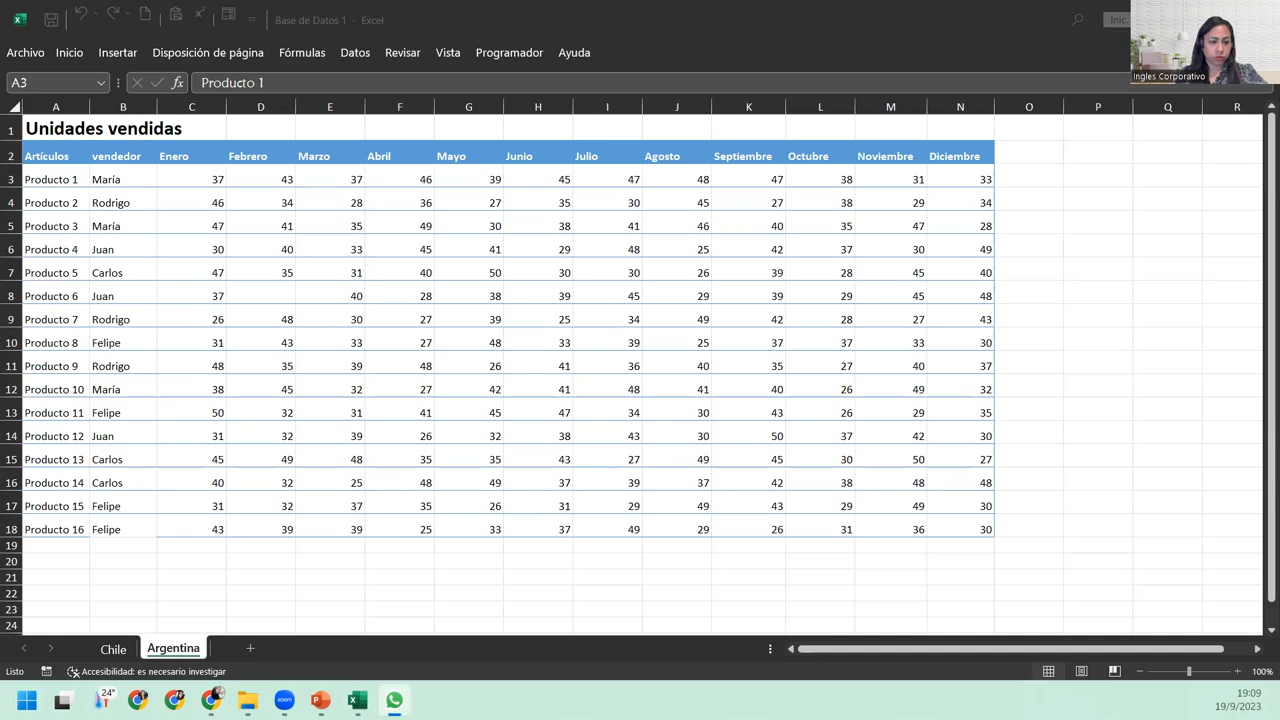 Base de Datos 1 - Excel
Inic
Archivo Inicio Insertar Disposición de página Fórmulas Datos Revisar Vista Programador Ayuda
Ingles Corporativo
A3 fx Producto 1
A B C D E F G H I J K L M N O P Q R
1 Unidades vendidas
2 Artículos vendedor Enero Febrero Marzo Abril Mayo Junio Julio Agosto Septiembre Octubre Noviembre Diciembre
3 Producto 1 María 37 43 37 46 39 45 47 48 47 38 31 33
4 Producto 2 Rodrigo 46 34 28 36 27 35 30 45 27 38 29 34
5 Producto 3 María 47 41 35 49 30 38 41 46 40 35 47 28
6 Producto 4 Juan 30 40 33 45 41 29 48 25 42 37 30 49
7 Producto 5 Carlos 47 35 31 40 50 30 30 26 39 28 45 40
8 Producto 6 Juan 37 40 28 38 39 45 29 39 29 45 48
9 Producto 7 Rodrigo 26 48 30 27 39 25 34 49 42 28 27 43
10 Producto 8 Felipe 31 43 33 27 48 33 39 25 37 37 33 30
11 Producto 9 Rodrigo 48 35 39 48 26 41 36 40 35 27 40 37
12 Producto 10 María 38 45 32 27 42 41 48 41 40 26 49 32
13 Producto 11 Felipe 50 32 31 41 45 47 34 30 43 26 29 35
14 Producto 12 Juan 31 32 39 26 32 38 43 30 50 37 42 30
15 Producto 13 Carlos 45 49 48 35 35 43 27 49 45 30 50 27
16 Producto 14 Carlos 40 32 25 48 49 37 39 37 42 38 48 48
17 Producto 15 Felipe 31 32 37 35 26 31 29 49 43 29 49 30
18 Producto 16 Felipe 43 39 39 25 33 37 49 29 26 31 36 30
19
20
21
22
23
24
Chile Argentina
Listo Accesibilidad: es necesario investigar 100%
24°
zoom
19:09
19/9/2023